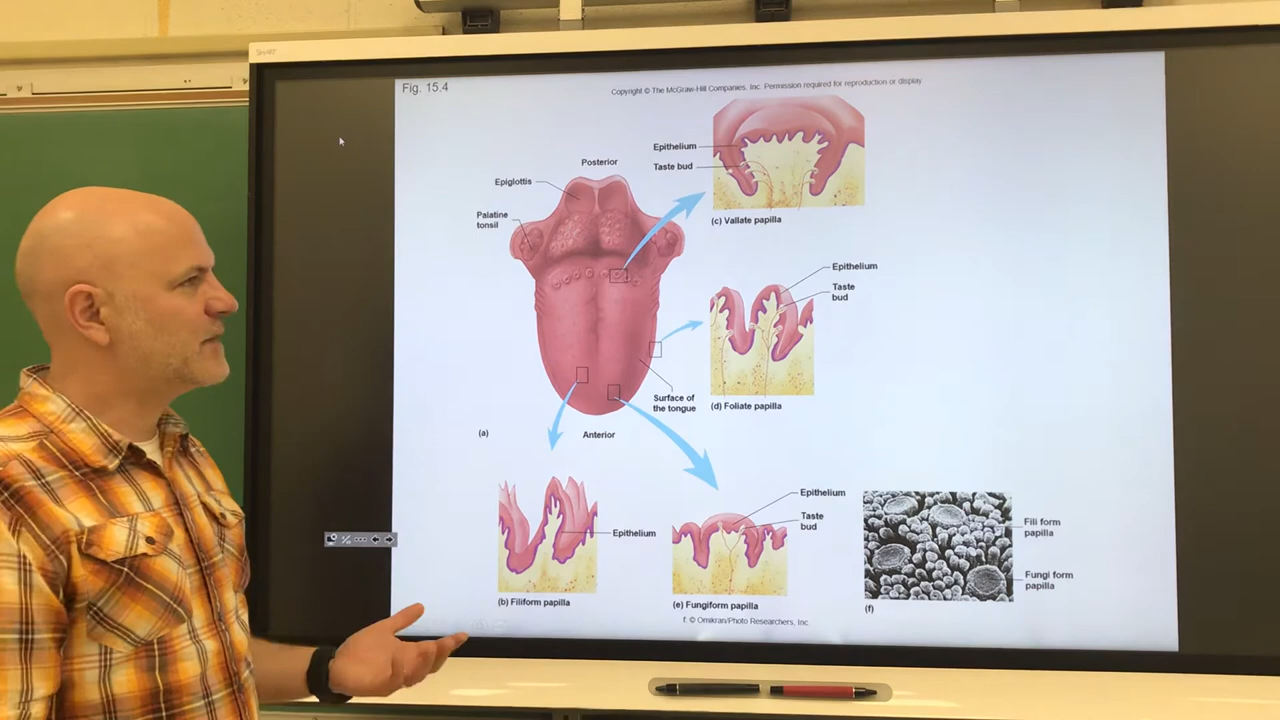 SMART
Fig. 15.4
Copyright © The McGraw-Hill Companies, Inc. Permission required for reproduction or display
Epithelium
Taste bud
Posterior
Epiglottis
Palatine
tonsil
(c) Vallate papilla
Epithelium
Taste
bud
Surface of
the tongue
(d) Foliate papilla
(a)
Anterior
Epithelium
(b) Filiform papilla
Epithelium
Taste
bud
(e) Fungiform papilla
Fili form
papilla
Fungi form
papilla
(f)
f: © Omikran/Photo Researchers, Inc.